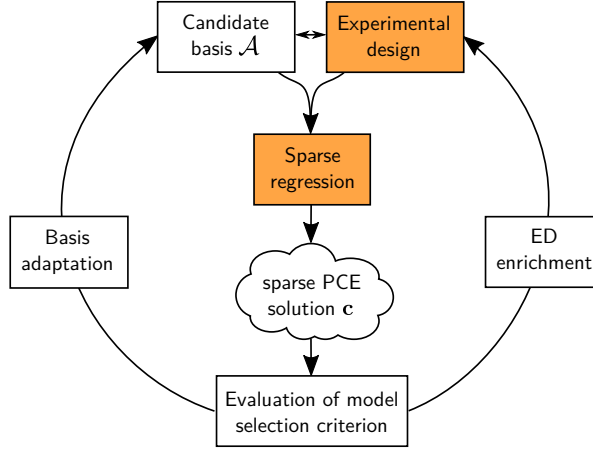 Candidate
basis 𝒜
Experimental
design
Sparse
regression
Basis
adaptation
ED
enrichment
sparse PCE
solution c
Evaluation of model
selection criterion